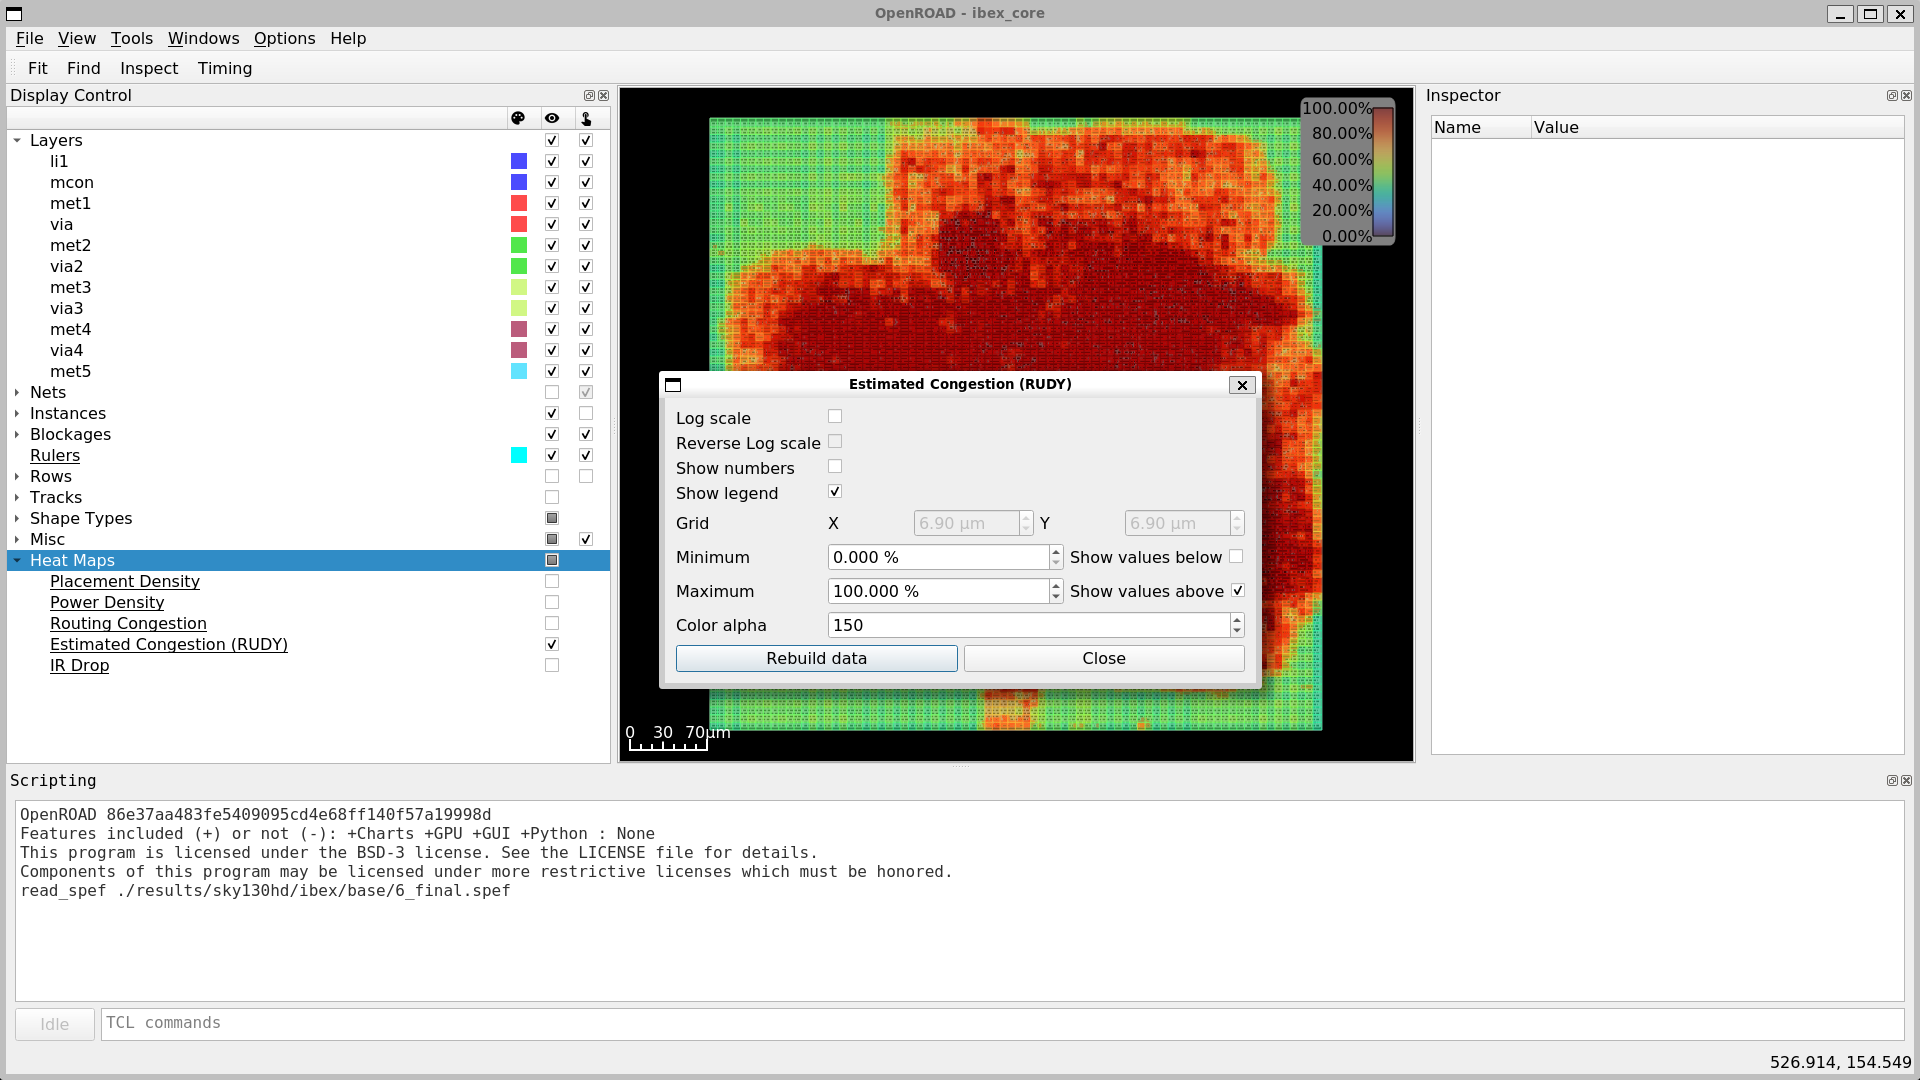 OpenROAD - ibex_core
File View Tools Windows Options Help
Fit Find Inspect Timing
Display Control
Layers
li1
mcon
met1
via
met2
via2
met3
via3
met4
via4
met5
Nets
Instances
Blockages
Rulers
Rows
Tracks
Shape Types
Misc
Heat Maps
Placement Density
Power Density
Routing Congestion
Estimated Congestion (RUDY)
IR Drop
100.00%
80.00%
60.00%
40.00%
20.00%
0.00%
0 30 70µm
Estimated Congestion (RUDY)
Log scale
Reverse Log scale
Show numbers
Show legend
Grid X 6.90 µm Y 6.90 µm
Minimum 0.000 % Show values below
Maximum 100.000 % Show values above
Color alpha 150
Rebuild data Close
Inspector
Name Value
Scripting
OpenROAD 86e37aa483fe5409095cd4e68ff140f57a19998d
Features included (+) or not (-): +Charts +GPU +GUI +Python : None
This program is licensed under the BSD-3 license. See the LICENSE file for details.
Components of this program may be licensed under more restrictive licenses which must be honored.
read_spef ./results/sky130hd/ibex/base/6_final.spef
Idle TCL commands
526.914, 154.549